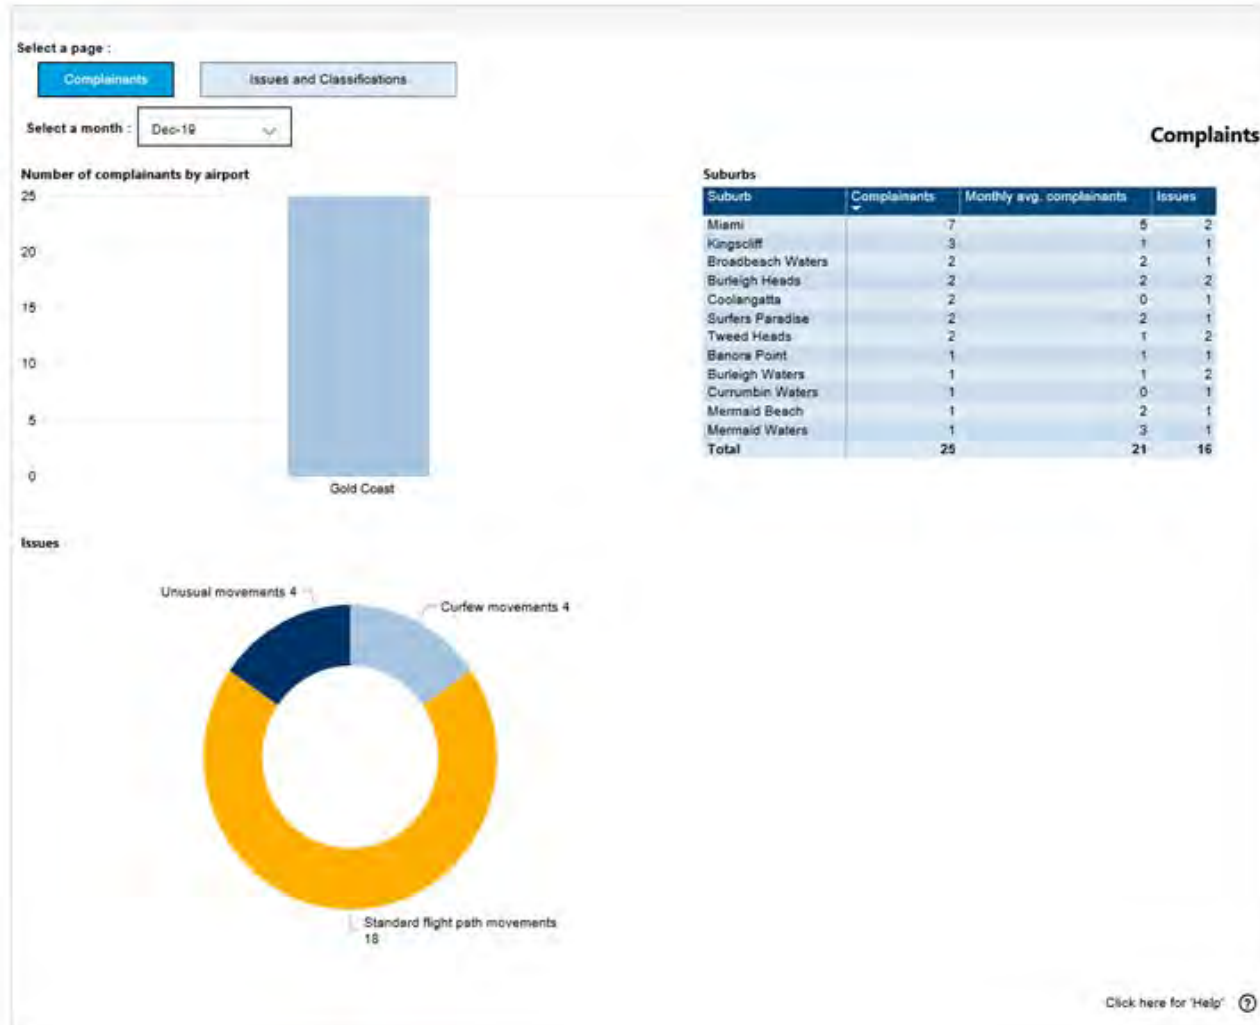 Select a page :
Complainants
Issues and Classifications
Select a month :
Dec-19
Complaints
Number of complainants by airport
25
20
15
10
5
0
Gold Coast
Suburbs
Suburb Complainants Monthly avg. complainants Issues
Miami 7 5 2
Kingscliff 3 1 1
Broadbeach Waters 2 2 1
Burleigh Heads 2 2 2
Coolangatta 2 0 1
Surfers Paradise 2 2 1
Tweed Heads 2 1 2
Banora Point 1 1 1
Burleigh Waters 1 1 2
Currumbin Waters 1 0 1
Mermaid Beach 1 2 1
Mermaid Waters 1 3 1
Total 25 21 16
Issues
Unusual movements 4
Curfew movements 4
Standard flight path movements
18
Click here for 'Help' ?